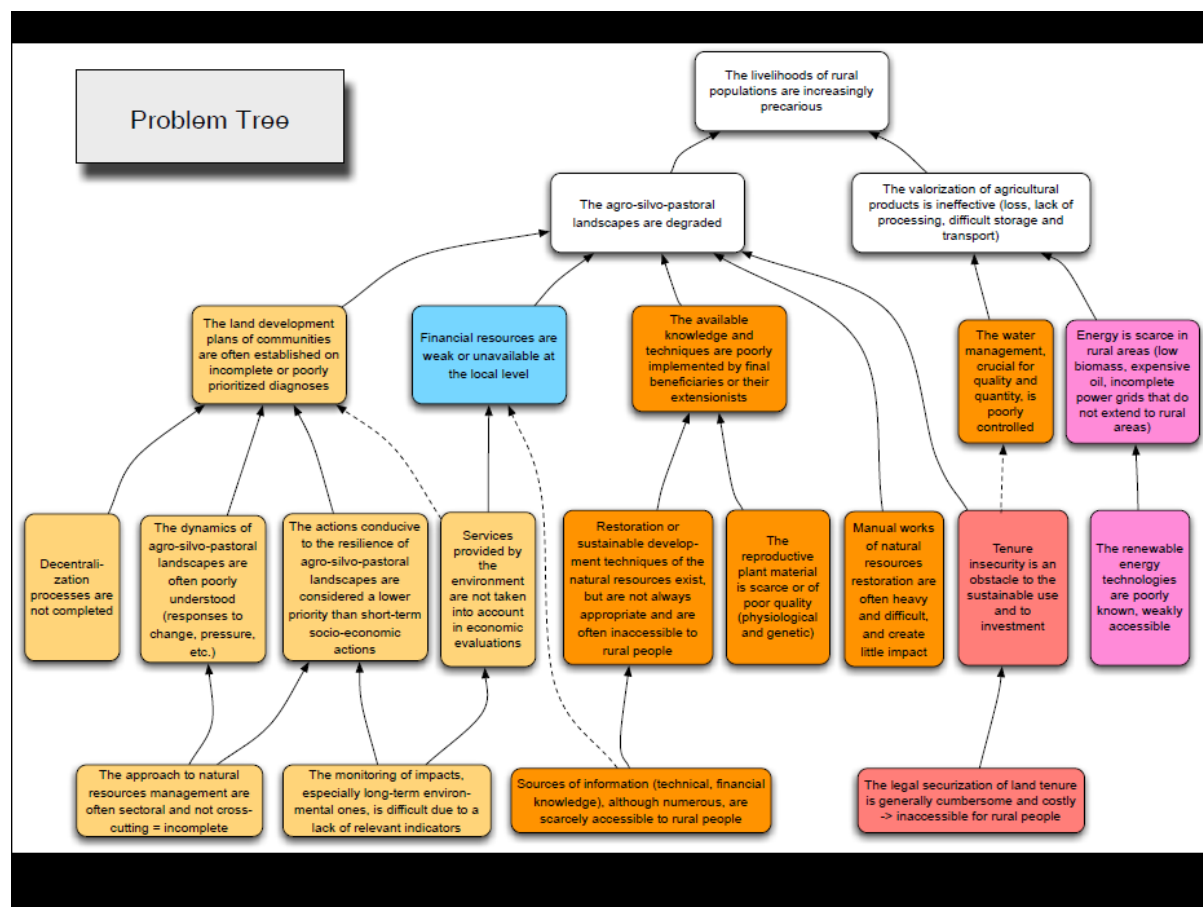 Problem Tree
The livelihoods of rural
populations are increasingly
precarious
The agro-silvo-pastoral
landscapes are degraded
The valorization of agricultural
products is ineffective (loss, lack of
processing, difficult storage and
transport)
The land development
plans of communities
are often established on
incomplete or poorly
prioritized diagnoses
Financial resources are
weak or unavailable at
the local level
The available
knowledge and
techniques are poorly
implemented by final
beneficiaries or their
extensionists
The water
management,
crucial for
quality and
quantity, is
poorly
controlled
Energy is scarce in
rural areas (low
biomass, expensive
oil, incomplete
power grids that do
not extend to rural
areas)
Decentrali-
zation
processes are
not completed
The dynamics of
agro-silvo-pastoral
landscapes are
often poorly
understood
(responses to
change, pressure,
etc.)
The actions conducive
to the resilience of
agro-silvo-pastoral
landscapes are
considered a lower
priority than short-term
socio-economic
actions
Services
provided by
the
environment
are not taken
into account
in economic
evaluations
Restoration or
sustainable develop-
ment techniques of the
natural resources exist,
but are not always
appropriate and are
often inaccessible to
rural people
The
reproductive
plant material
is scarce or of
poor quality
(physiological
and genetic)
Manual works
of natural
resources
restoration are
often heavy
and difficult,
and create
little impact
Tenure
insecurity is an
obstacle to the
sustainable use
and to
investment
The renewable
energy
technologies
are poorly
known, weakly
accessible
The approach to natural
resources management are
often sectoral and not cross-
cutting = incomplete
The monitoring of impacts,
especially long-term environ-
mental ones, is difficult due to a
lack of relevant indicators
Sources of information (technical, financial
knowledge), although numerous, are
scarcely accessible to rural people
The legal securization of land tenure
is generally cumbersome and costly
-> inaccessible for rural people